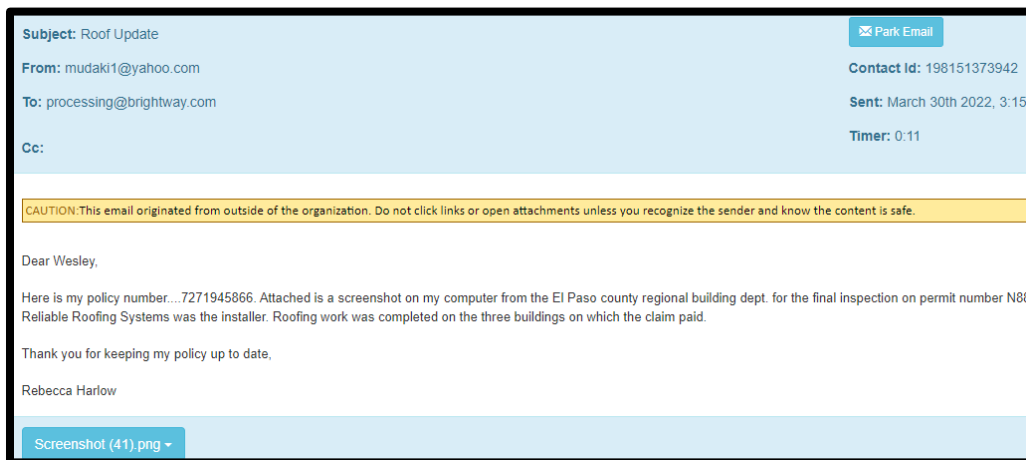 Subject: Roof Update
Park Email
From: mudaki1@yahoo.com
Contact Id: 198151373942
To: processing@brightway.com
Sent: March 30th 2022, 3:15
Timer: 0:11
Cc:
CAUTION:This email originated from outside of the organization. Do not click links or open attachments unless you recognize the sender and know the content is safe.
Dear Wesley,
Here is my policy number....7271945866. Attached is a screenshot on my computer from the El Paso county regional building dept. for the final inspection on permit number N88
Reliable Roofing Systems was the installer. Roofing work was completed on the three buildings on which the claim paid.
Thank you for keeping my policy up to date,
Rebecca Harlow
Screenshot (41).png